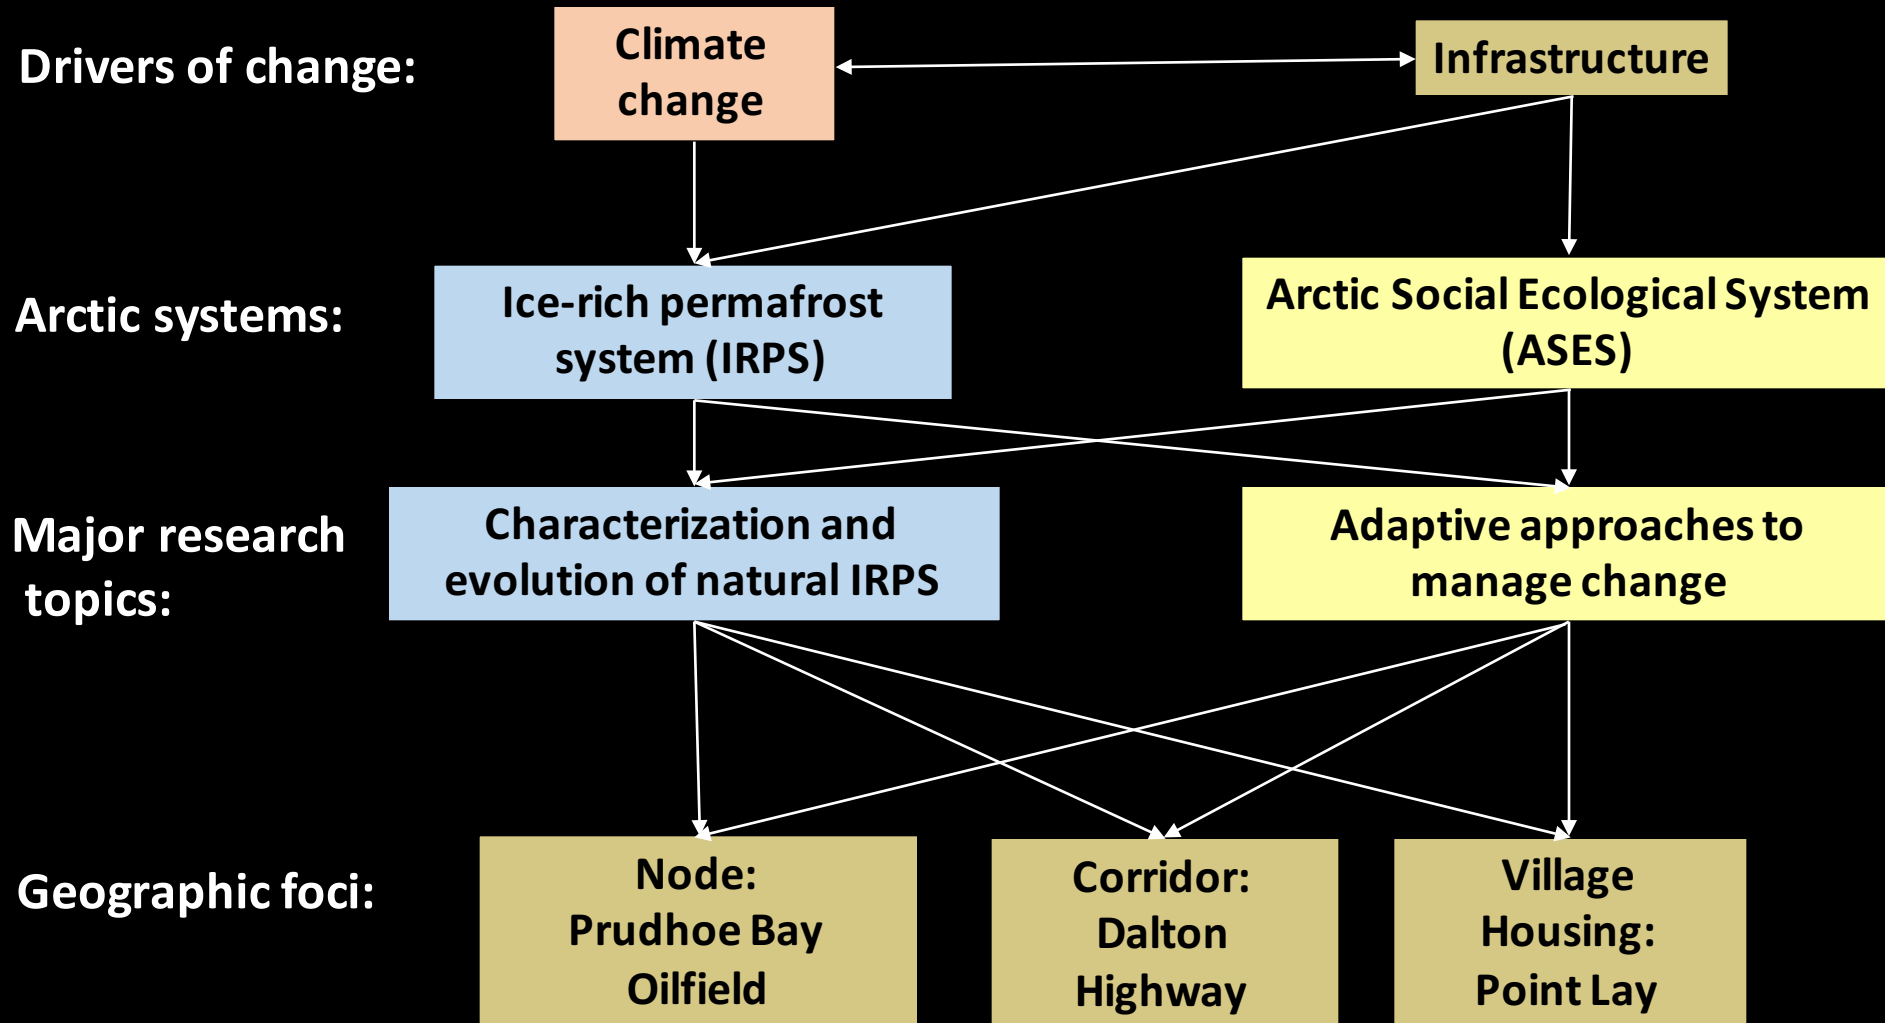 Drivers of change:
Climate
change
Infrastructure
Arctic systems:
Ice-rich permafrost
system (IRPS)
Arctic Social Ecological System
(ASES)
Major research
topics:
Characterization and
evolution of natural IRPS
Adaptive approaches to
manage change
Geographic foci:
Node:
Prudhoe Bay
Oilfield
Corridor:
Dalton
Highway
Village
Housing:
Point Lay